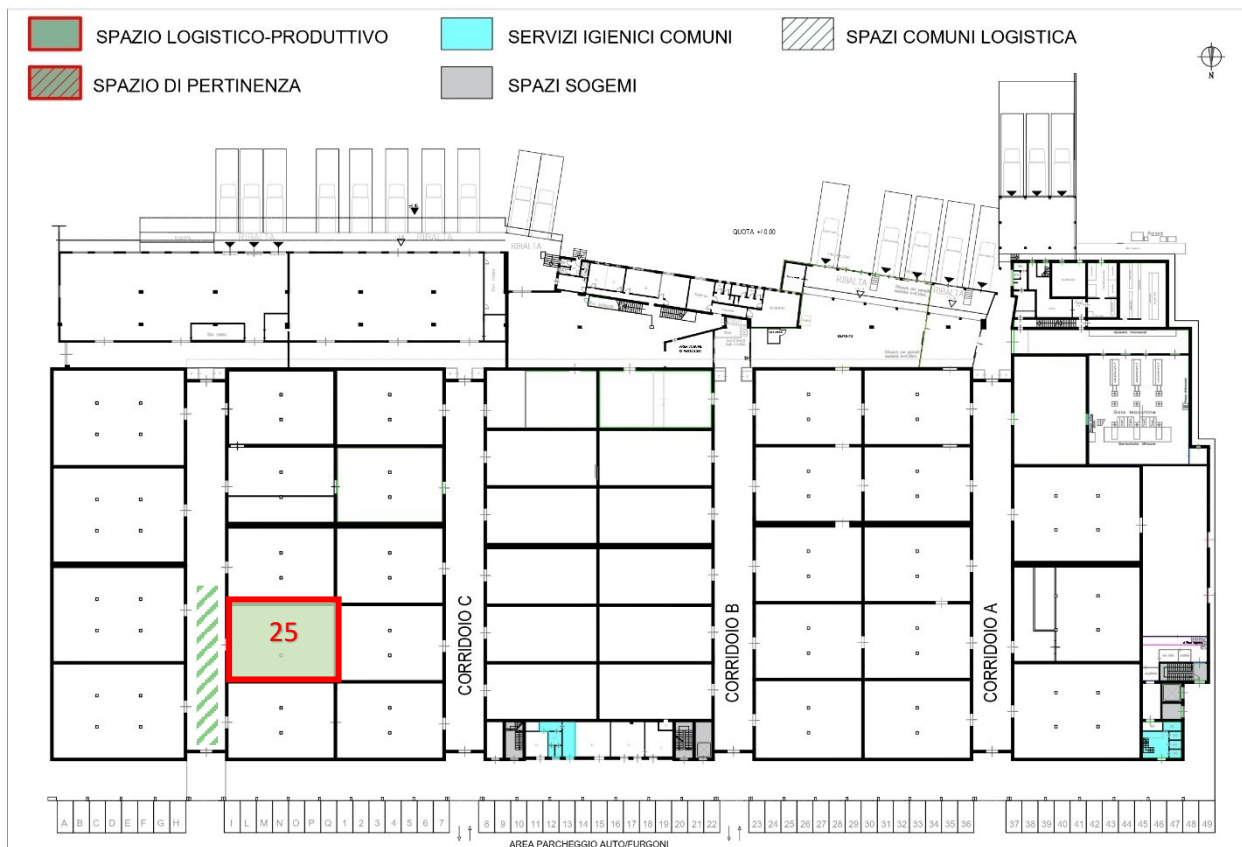 SPAZIO LOGISTICO-PRODUTTIVO
SERVIZI IGIENICI COMUNI
SPAZI COMUNI LOGISTICA
SPAZIO DI PERTINENZA
SPAZI SOGEMI
N
RIBALTA
RIBALTA
RIBALTA
QUOTA +/ 0.00
RIBALTA
RIBALTA
Sala Macchine
25
CORRIDOIO C
CORRIDOIO B
CORRIDOIO A
A B C D E F G H I L M N O P Q 1 2 3 4 5 6 7 8 9 10 11 12 13 14 15 16 17 18 19 20 21 22 23 24 25 26 27 28 29 30 31 32 33 34 35 36 37 38 39 40 41 42 43 44 45 46 47 48 49
AREA PARCHEGGIO AUTO/FURGONI